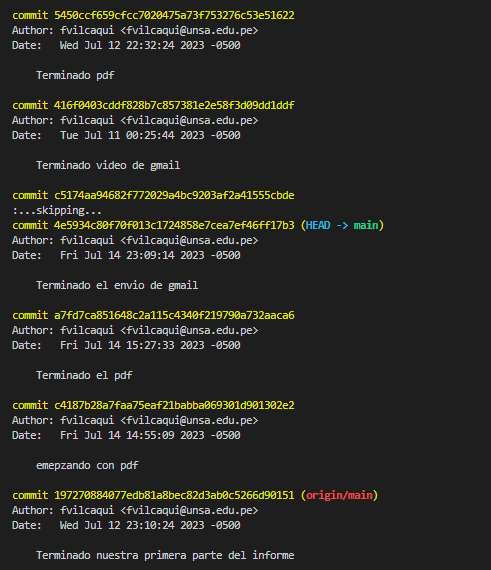 commit 5450ccf659cfcc7020475a73f753276c53e51622
Author: fvilcaqui <fvilcaqui@unsa.edu.pe>
Date:   Wed Jul 12 22:32:24 2023 -0500
Terminado pdf
commit 416f0403cddf828b7c857381e2e58f3d09dd1ddf
Author: fvilcaqui <fvilcaqui@unsa.edu.pe>
Date:   Tue Jul 11 00:25:44 2023 -0500
Terminado video de gmail
commit c5174aa94682f772029a4bc9203af2a41555cbde
:...skipping...
commit 4e5934c80f70f013c1724858e7cea7ef46ff17b3 (HEAD -> main)
Author: fvilcaqui <fvilcaqui@unsa.edu.pe>
Date:   Fri Jul 14 23:09:14 2023 -0500
Terminado el envio de gmail
commit a7fd7ca851648c2a115c4340f219790a732aaca6
Author: fvilcaqui <fvilcaqui@unsa.edu.pe>
Date:   Fri Jul 14 15:27:33 2023 -0500
Terminado el pdf
commit c4187b28a7faa75eaf21babba069301d901302e2
Author: fvilcaqui <fvilcaqui@unsa.edu.pe>
Date:   Fri Jul 14 14:55:09 2023 -0500
emepzando con pdf
commit 197270884077edb81a8bec82d3ab0c5266d90151 (origin/main)
Author: fvilcaqui <fvilcaqui@unsa.edu.pe>
Date:   Wed Jul 12 23:10:24 2023 -0500
Terminado nuestra primera parte del informe